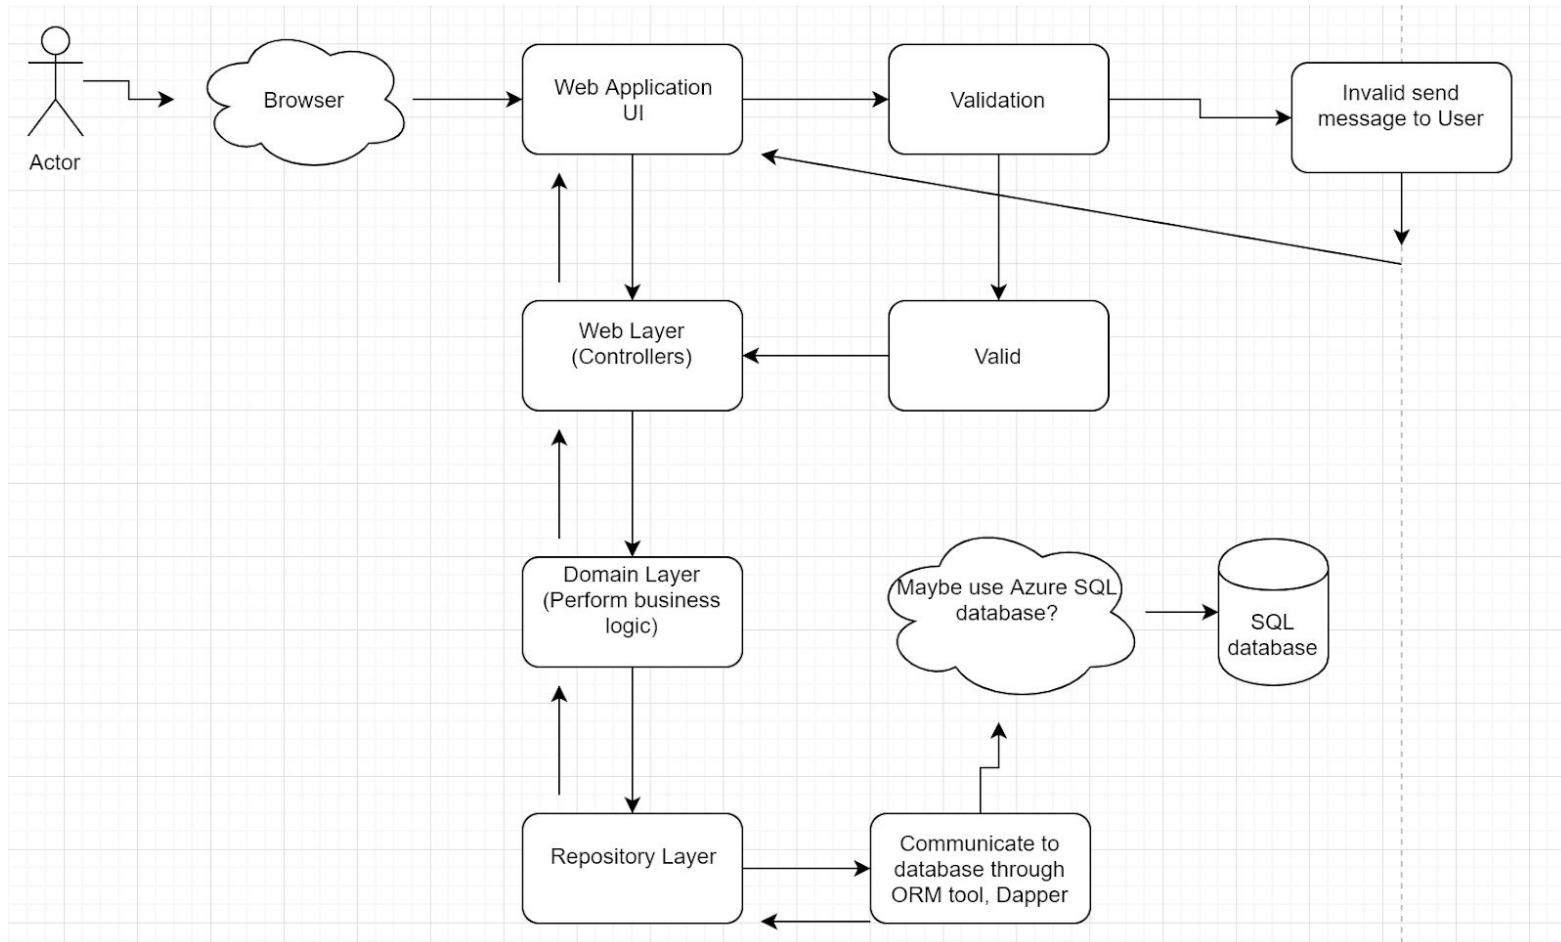 Actor
Browser
Web Application
UI
Validation
Invalid send
message to User
Web Layer
(Controllers)
Valid
Domain Layer
(Perform business
logic)
Maybe use Azure SQL
database?
SQL
database
Repository Layer
Communicate to
database through
ORM tool, Dapper